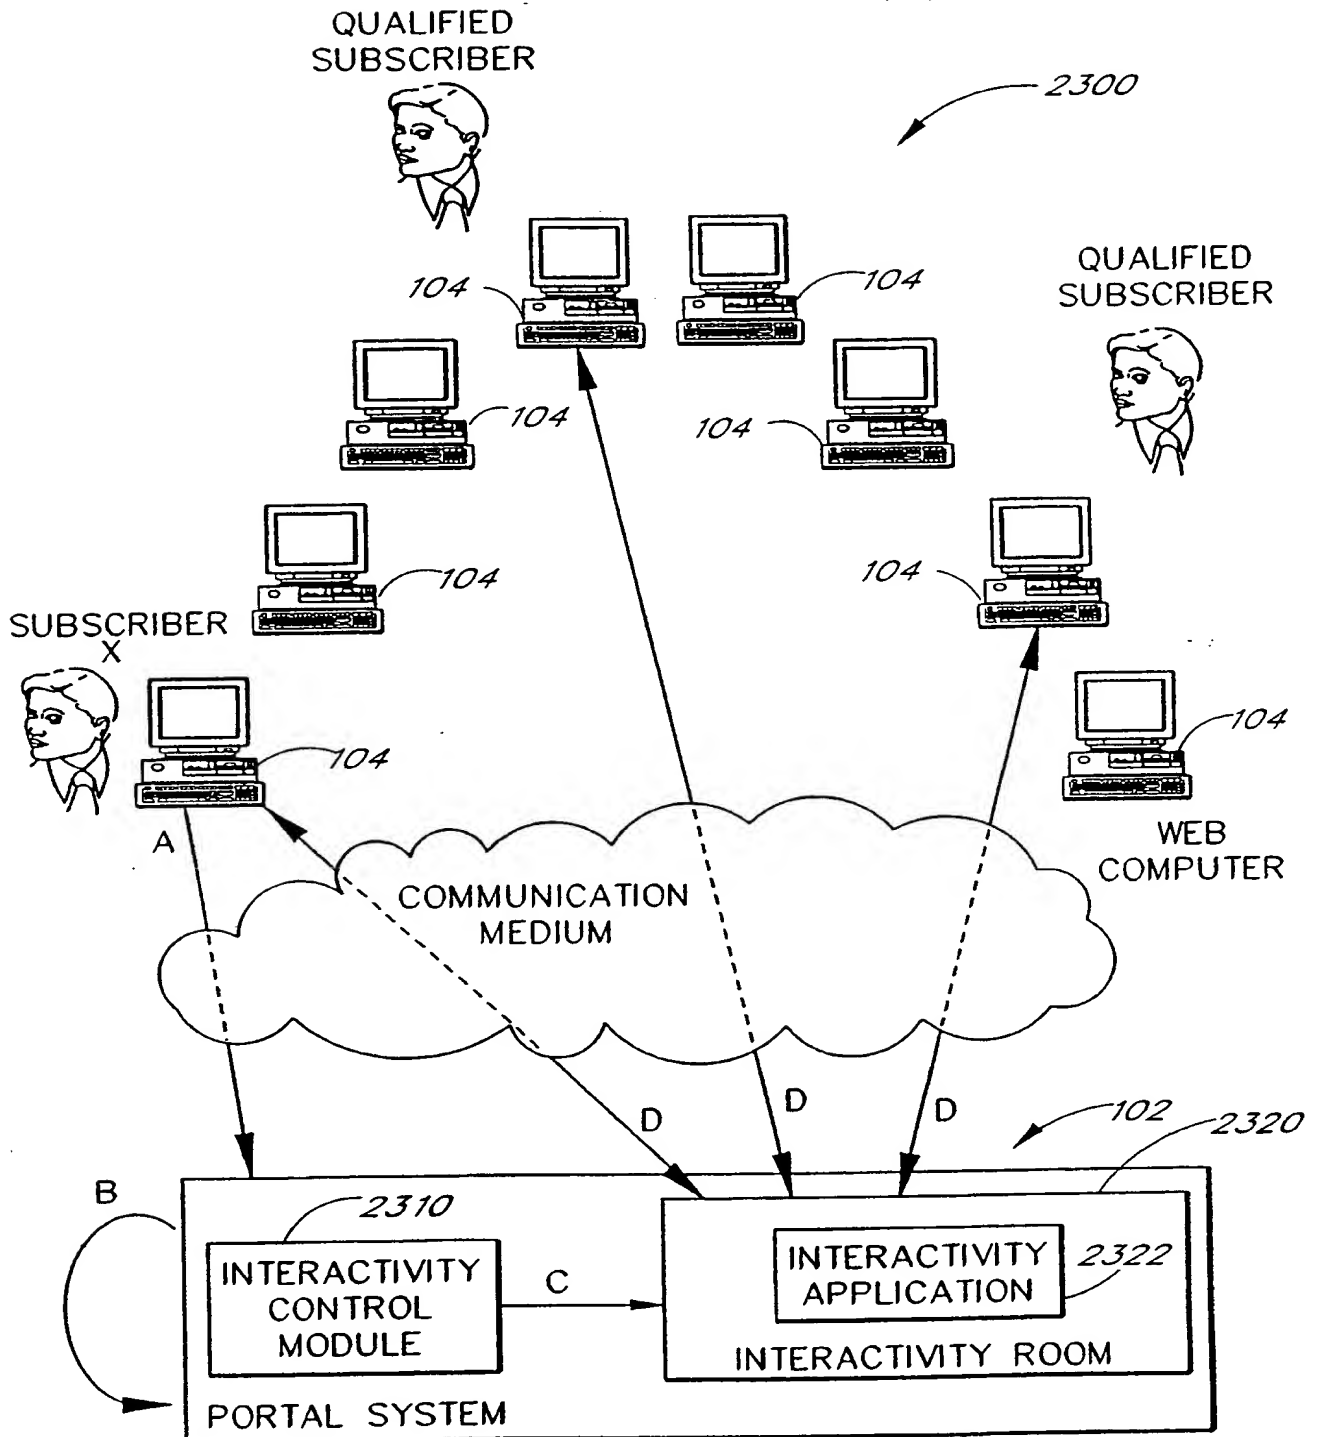 QUALIFIED
SUBSCRIBER
2300
QUALIFIED
SUBSCRIBER
104
104
104
104
104
104
SUBSCRIBER
X
104
104
WEB
COMPUTER
A
COMMUNICATION
MEDIUM
D
D
D
102
2320
B
2310
INTERACTIVITY
CONTROL
MODULE
C
INTERACTIVITY
APPLICATION
2322
INTERACTIVITY ROOM
PORTAL SYSTEM